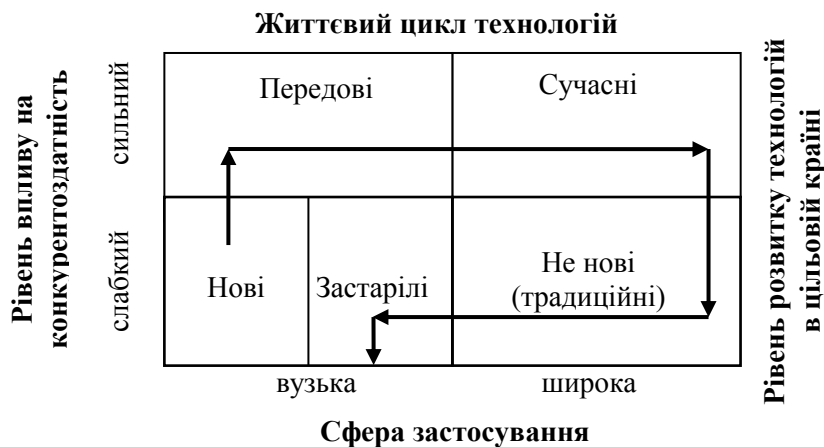 Життєвий цикл технологій
Рівень впливу на
конкурентоздатність
сильний
слабкий
Передові
Сучасні
Нові
Застарілі
Не нові
(традиційні)
Рівень розвитку технологій
в цільовій країні
вузька
широка
Сфера застосування